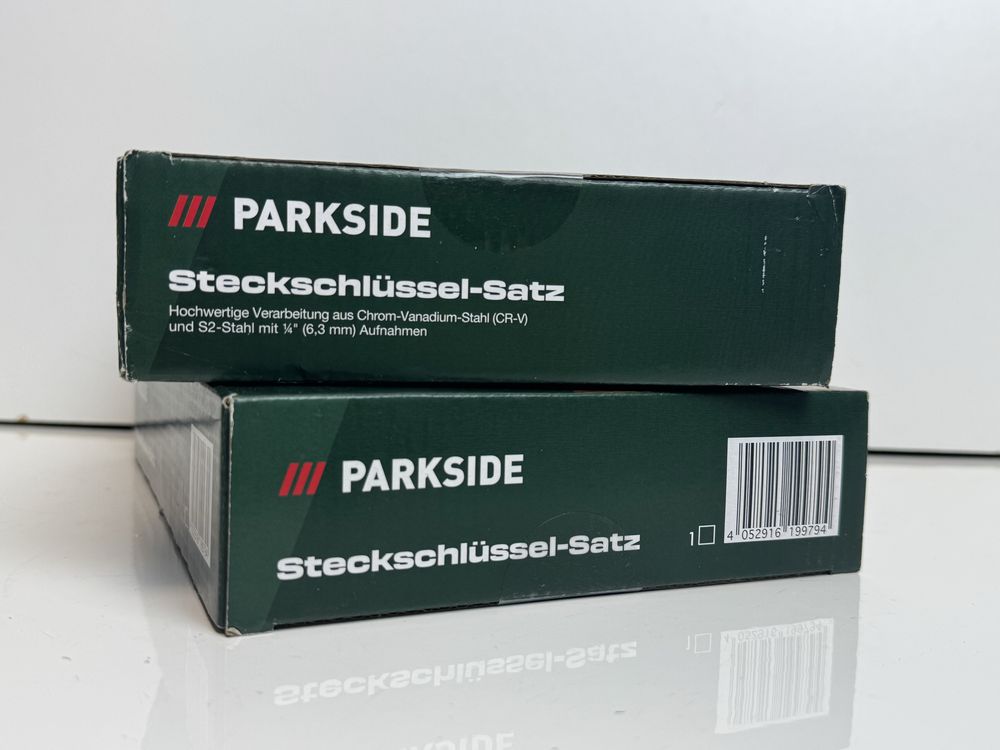 PARKSIDE
Steckschlüssel-Satz
Hochwertige Verarbeitung aus Chrom-Vanadium-Stahl (CR-V)
und S2-Stahl mit ¼" (6,3 mm) Aufnahmen
PARKSIDE
Steckschlüssel-Satz
1
4 052916 199794